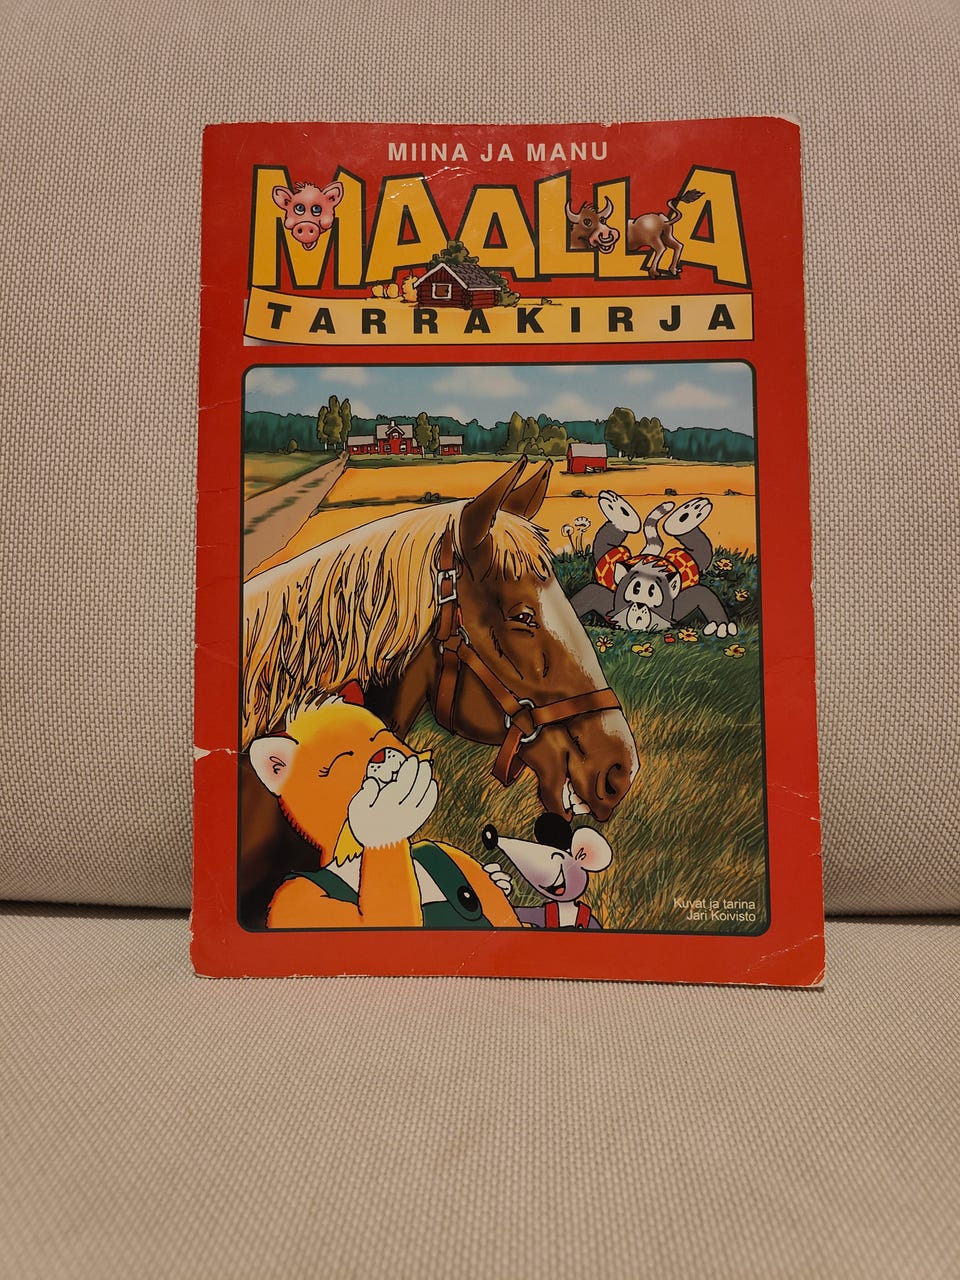 MIINA JA MANU
MAALLA
TARRAKIRJA
Kuvat ja tarina
Jari Koivisto